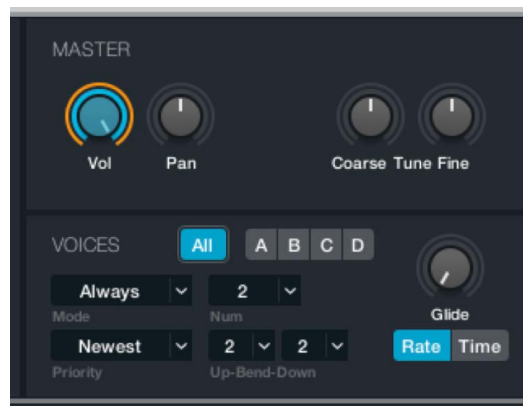 MASTER
Vol Pan Coarse Tune Fine
VOICES All A B C D
Always 2
Mode Num Glide
Newest 2 2 Rate Time
Priority Up-Bend-Down